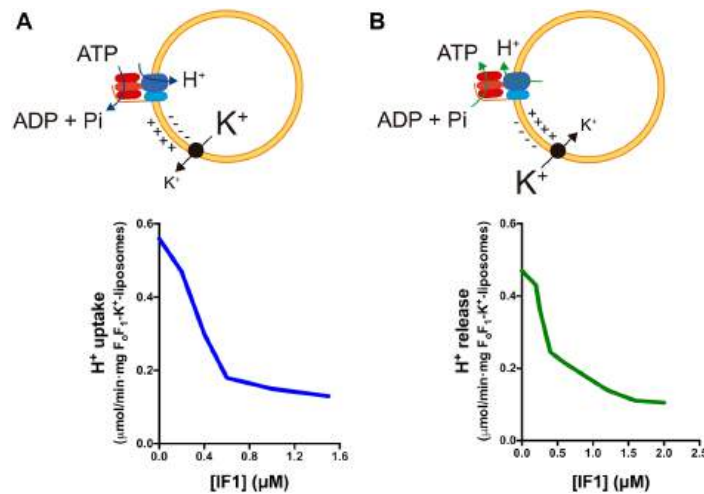 A
ATP
H⁺
ADP + Pi
- - - -
+ + + +
K⁺
K⁺
0.6
0.4
0.2
0.0
H⁺ uptake
(μmol/min·mg FₒF₁-K⁺-liposomes)
0.0 0.4 0.8 1.2 1.6
[IF1] (μM)
B
ATP
H⁺
ADP + Pi
+ + + +
- - - -
K⁺
K⁺
0.6
0.4
0.2
0.0
H⁺ release
(μmol/min·mg FₒF₁-K⁺-liposomes)
0.0 0.5 1.0 1.5 2.0 2.5
[IF1] (μM)